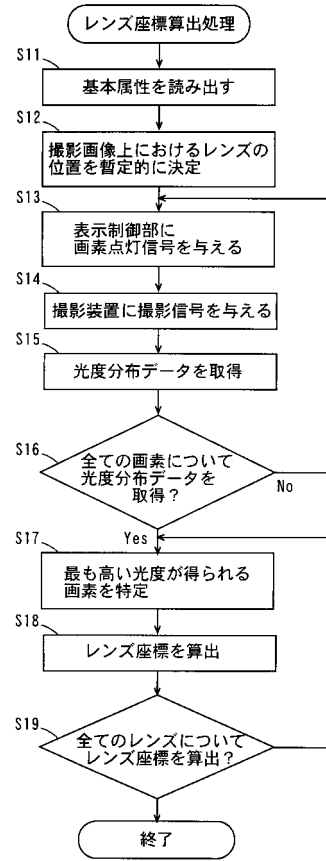 レンズ座標算出処理
S11
基本属性を読み出す
S12
撮影画像上におけるレンズの
位置を暫定的に決定
S13
表示制御部に
画素点灯信号を与える
S14
撮影装置に撮影信号を与える
S15
光度分布データを取得
S16
全ての画素について
光度分布データを
取得？
No
Yes
S17
最も高い光度が得られる
画素を特定
S18
レンズ座標を算出
S19
全てのレンズについて
レンズ座標を算出？
終了